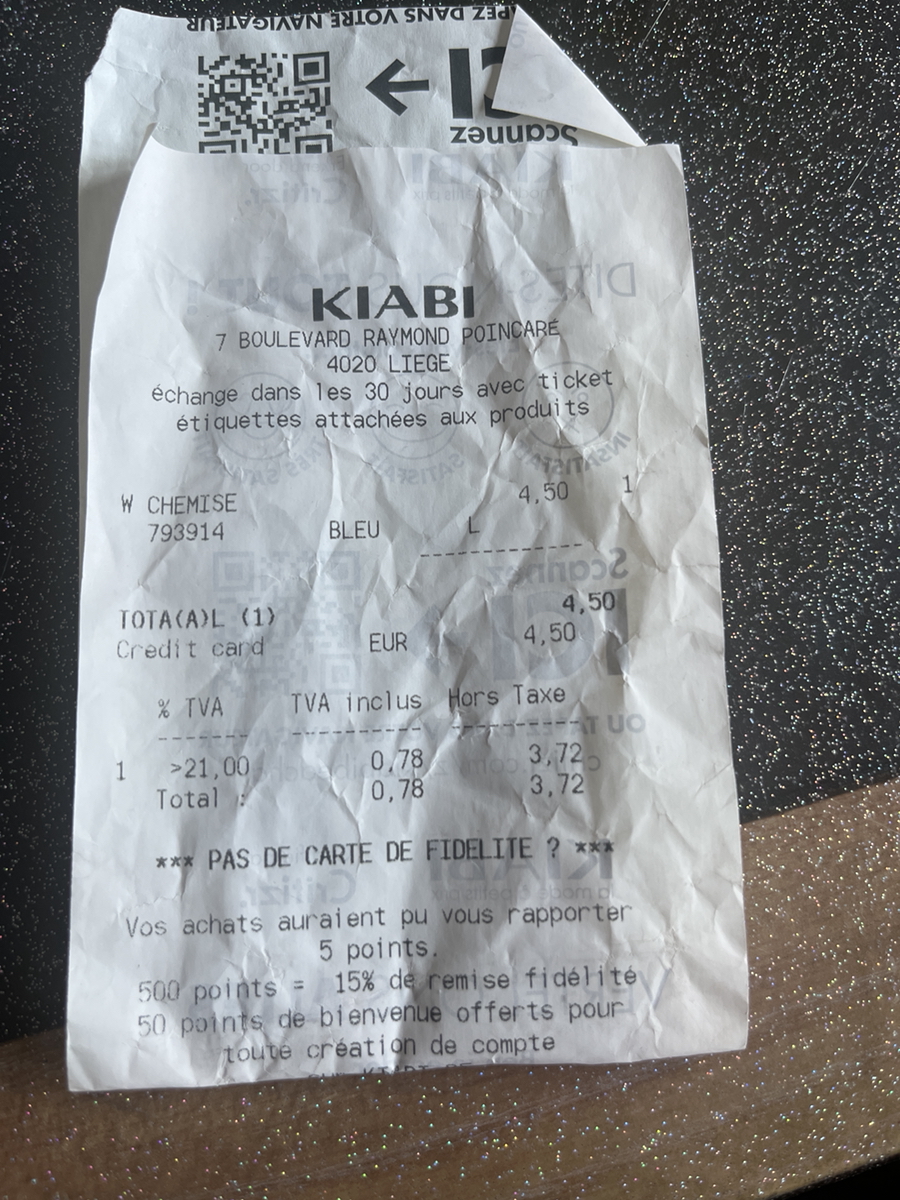 APEZ DANS VOTRE NAVIGATEUR
Scannez
KIABI
7 BOULEVARD RAYMOND POINCARÉ
4020 LIEGE
échange dans les 30 jours avec ticket
étiquettes attachées aux produits
W CHEMISE 4,50 1
793914 BLEU L
TOTA(A)L (1) 4,50
Credit card EUR 4,50
% TVA TVA inclus Hors Taxe
1 >21,00 0,78 3,72
Total : 0,78 3,72
*** PAS DE CARTE DE FIDELITE ? ***
Vos achats auraient pu vous rapporter
5 points.
500 points = 15% de remise fidélité
50 points de bienvenue offerts pour
toute création de compte